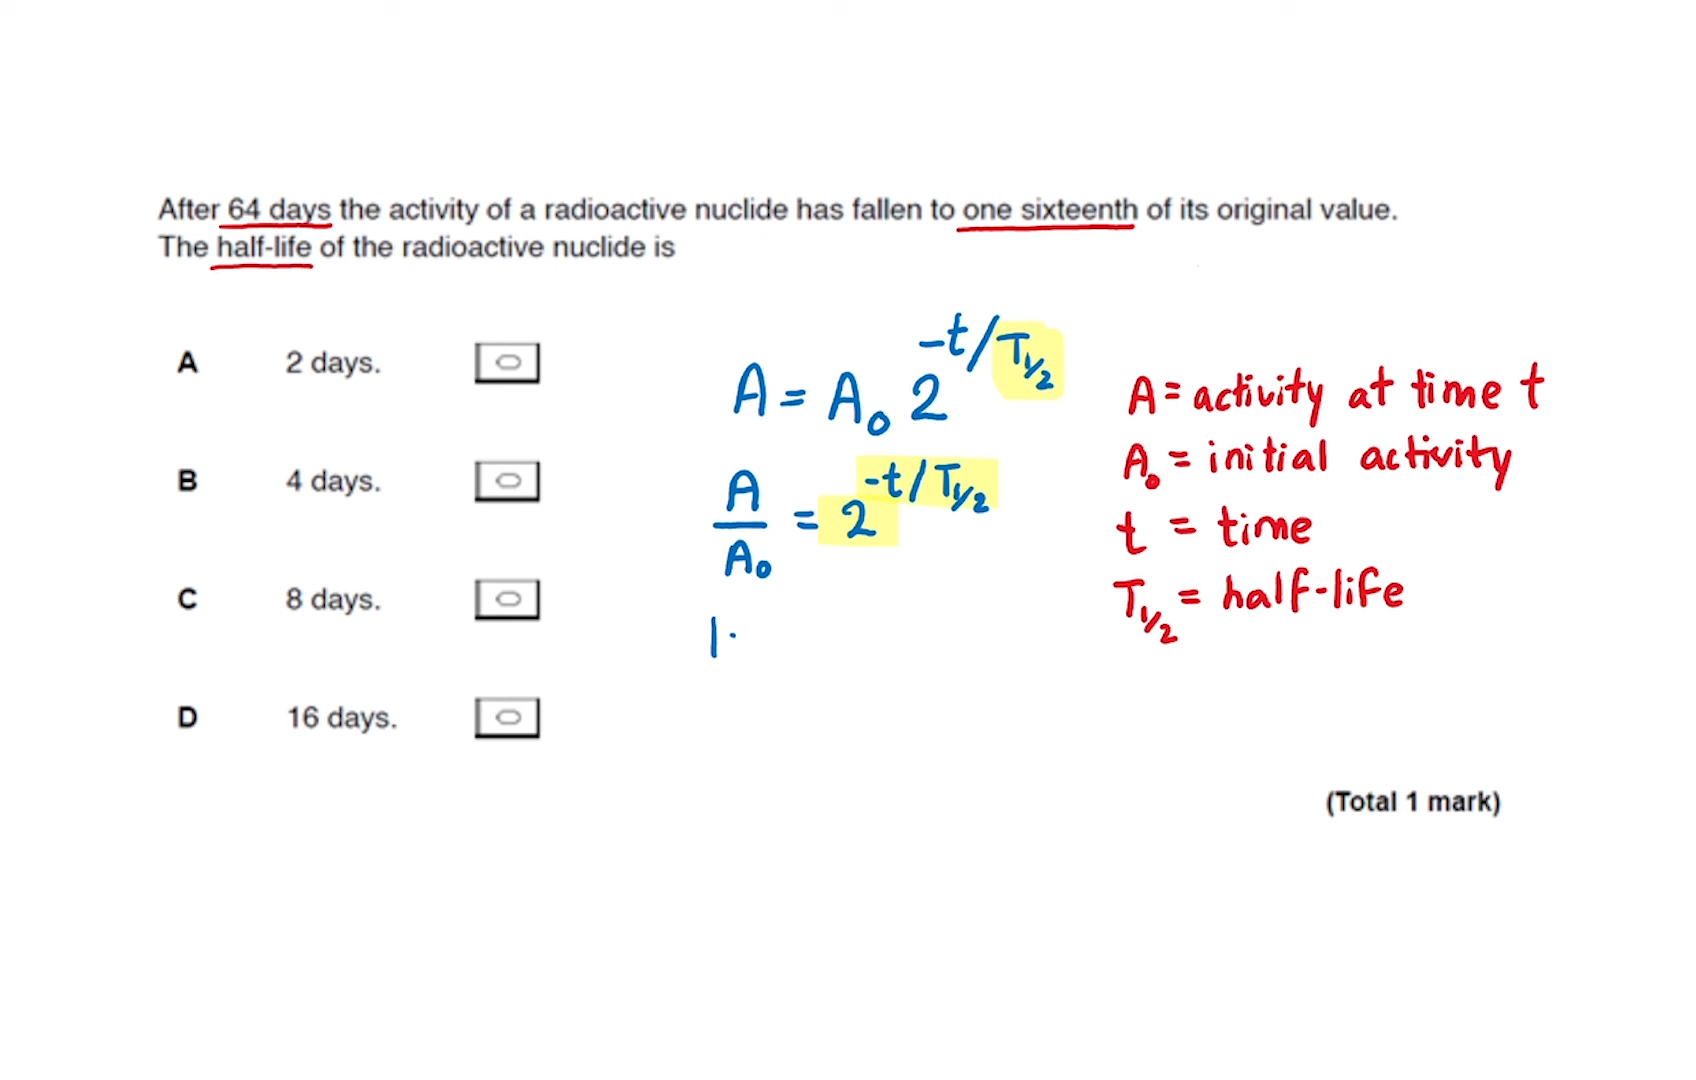 After 64 days the activity of a radioactive nuclide has fallen to one sixteenth of its original value.
The half-life of the radioactive nuclide is
A 2 days.
B 4 days.
C 8 days.
D 16 days.
A = A₀ 2^(-t/T½)
A/A₀ = 2^(-t/T½)
A = activity at time t
A₀ = initial activity
t = time
T½ = half-life
(Total 1 mark)